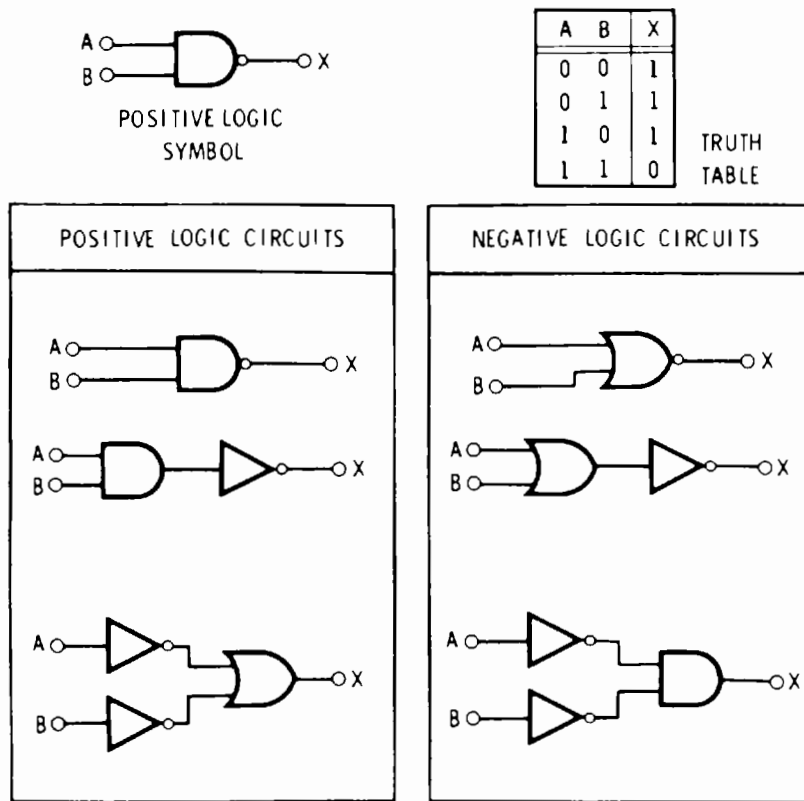 A
B
X
POSITIVE LOGIC
SYMBOL
A B X
0 0 1
0 1 1
1 0 1
1 1 0
TRUTH
TABLE
POSITIVE LOGIC CIRCUITS
A
B
X
A
B
X
A
B
X
NEGATIVE LOGIC CIRCUITS
A
B
X
A
B
X
A
B
X